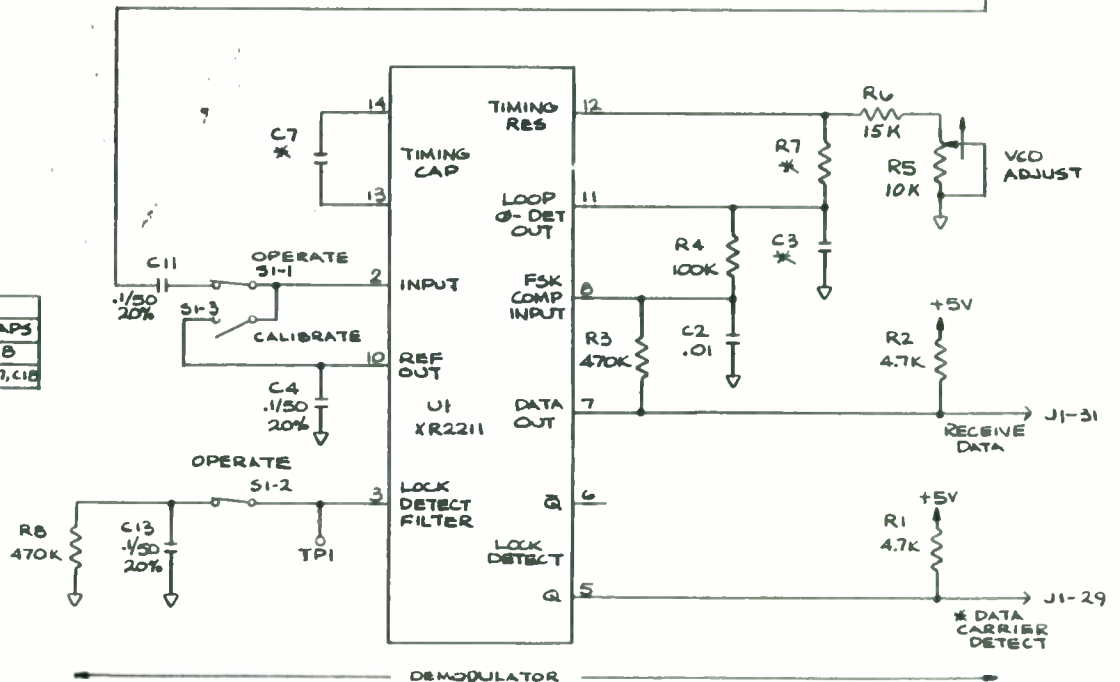 14
C7
*
TIMING
CAP
13
C11
.1/50
20%
OPERATE
S1-1
2
INPUT
S1-3
CALIBRATE
10
REF
OUT
C4
.1/50
20%
U1
XR2211
OPERATE
S1-2
3
LOCK
DETECT
FILTER
TP1
R8
470K
C13
.1/50
20%
APS
8
7,C18
TIMING
RES
12
R6
15K
R7
*
R5
10K
VCO
ADJUST
LOOP
Ø-DET
OUT
11
R4
100K
C3
*
FSK
COMP
INPUT
8
R3
470K
C2
.01
+5V
R2
4.7K
DATA
OUT
7
J1-31
RECEIVE
DATA
Q̅
6
LOCK
DETECT
+5V
R1
4.7K
Q
5
J1-29
* DATA
CARRIER
DETECT
DEMODULATOR